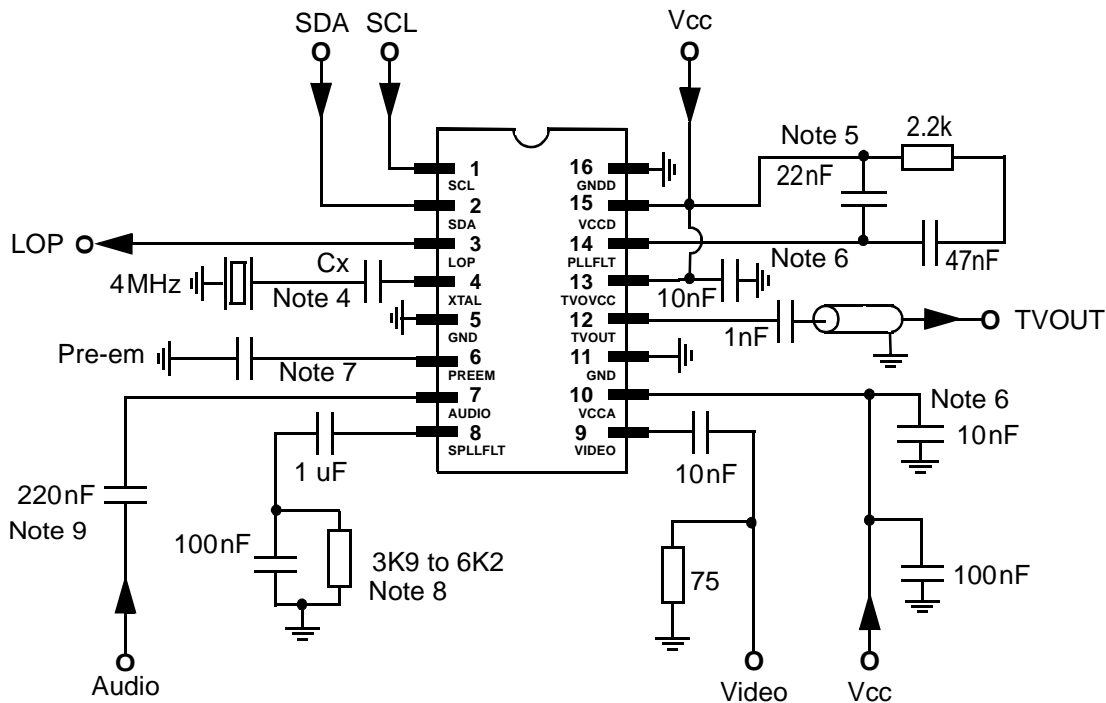 SDA SCL
Vcc
Note 5
2.2k
22nF
1
SCL
16
GNDD
2
SDA
15
VCCD
LOP
3
LOP
14
PLLFLT
Note 6
47nF
4MHz
Cx
Note 4
4
XTAL
13
TVOVCC
10nF
5
GND
12
TVOUT
1nF
TVOUT
Pre-em
Note 7
6
PREEM
11
GND
7
AUDIO
10
VCCA
Note 6
10nF
8
SPLLFLT
9
VIDEO
1 uF
10nF
220nF
Note 9
100nF
3K9 to 6K2
Note 8
75
100nF
Audio
Video
Vcc